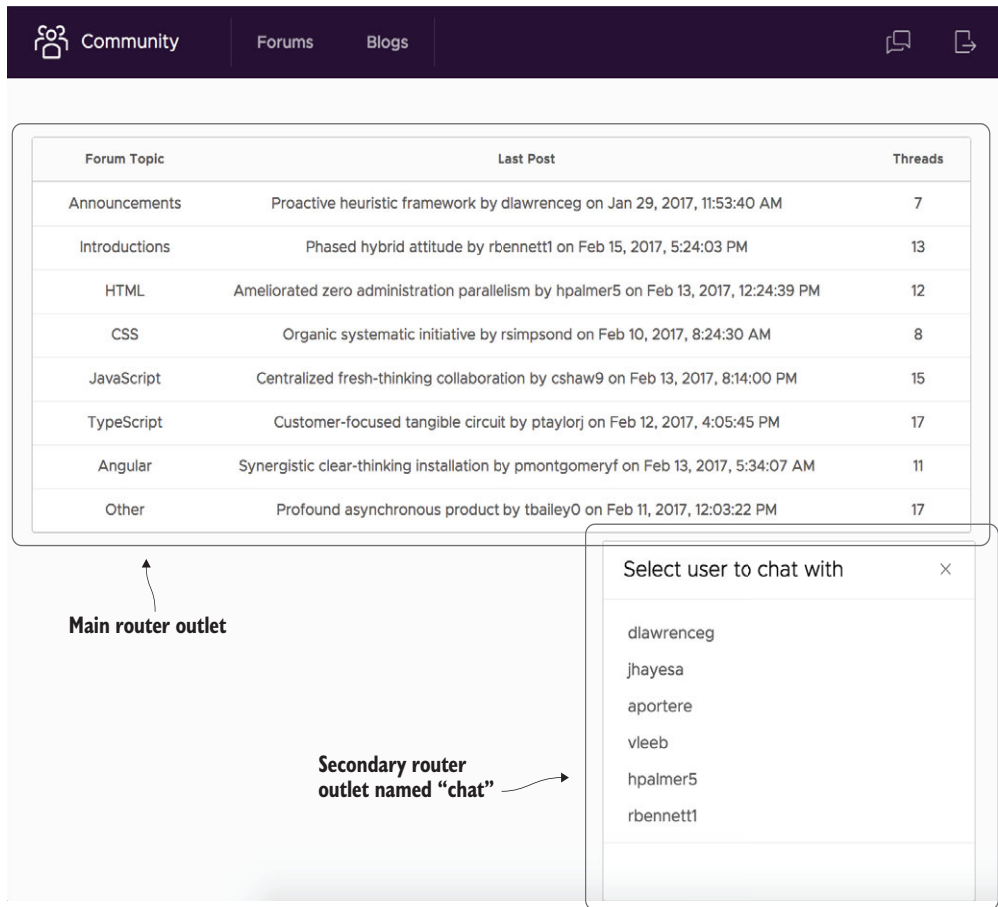 Community Forums Blogs
Forum Topic Last Post Threads
Announcements Proactive heuristic framework by dlawrenceg on Jan 29, 2017, 11:53:40 AM 7
Introductions Phased hybrid attitude by rbennett1 on Feb 15, 2017, 5:24:03 PM 13
HTML Ameliorated zero administration parallelism by hpalmer5 on Feb 13, 2017, 12:24:39 PM 12
CSS Organic systematic initiative by rsimpsond on Feb 10, 2017, 8:24:30 AM 8
JavaScript Centralized fresh-thinking collaboration by cshaw9 on Feb 13, 2017, 8:14:00 PM 15
TypeScript Customer-focused tangible circuit by ptaylorj on Feb 12, 2017, 4:05:45 PM 17
Angular Synergistic clear-thinking installation by pmontgomeryf on Feb 13, 2017, 5:34:07 AM 11
Other Profound asynchronous product by tbailey0 on Feb 11, 2017, 12:03:22 PM 17
Main router outlet
Select user to chat with
dlawrenceg
jhayesa
aportere
vleeb
hpalmer5
rbennett1
Secondary router
outlet named “chat”